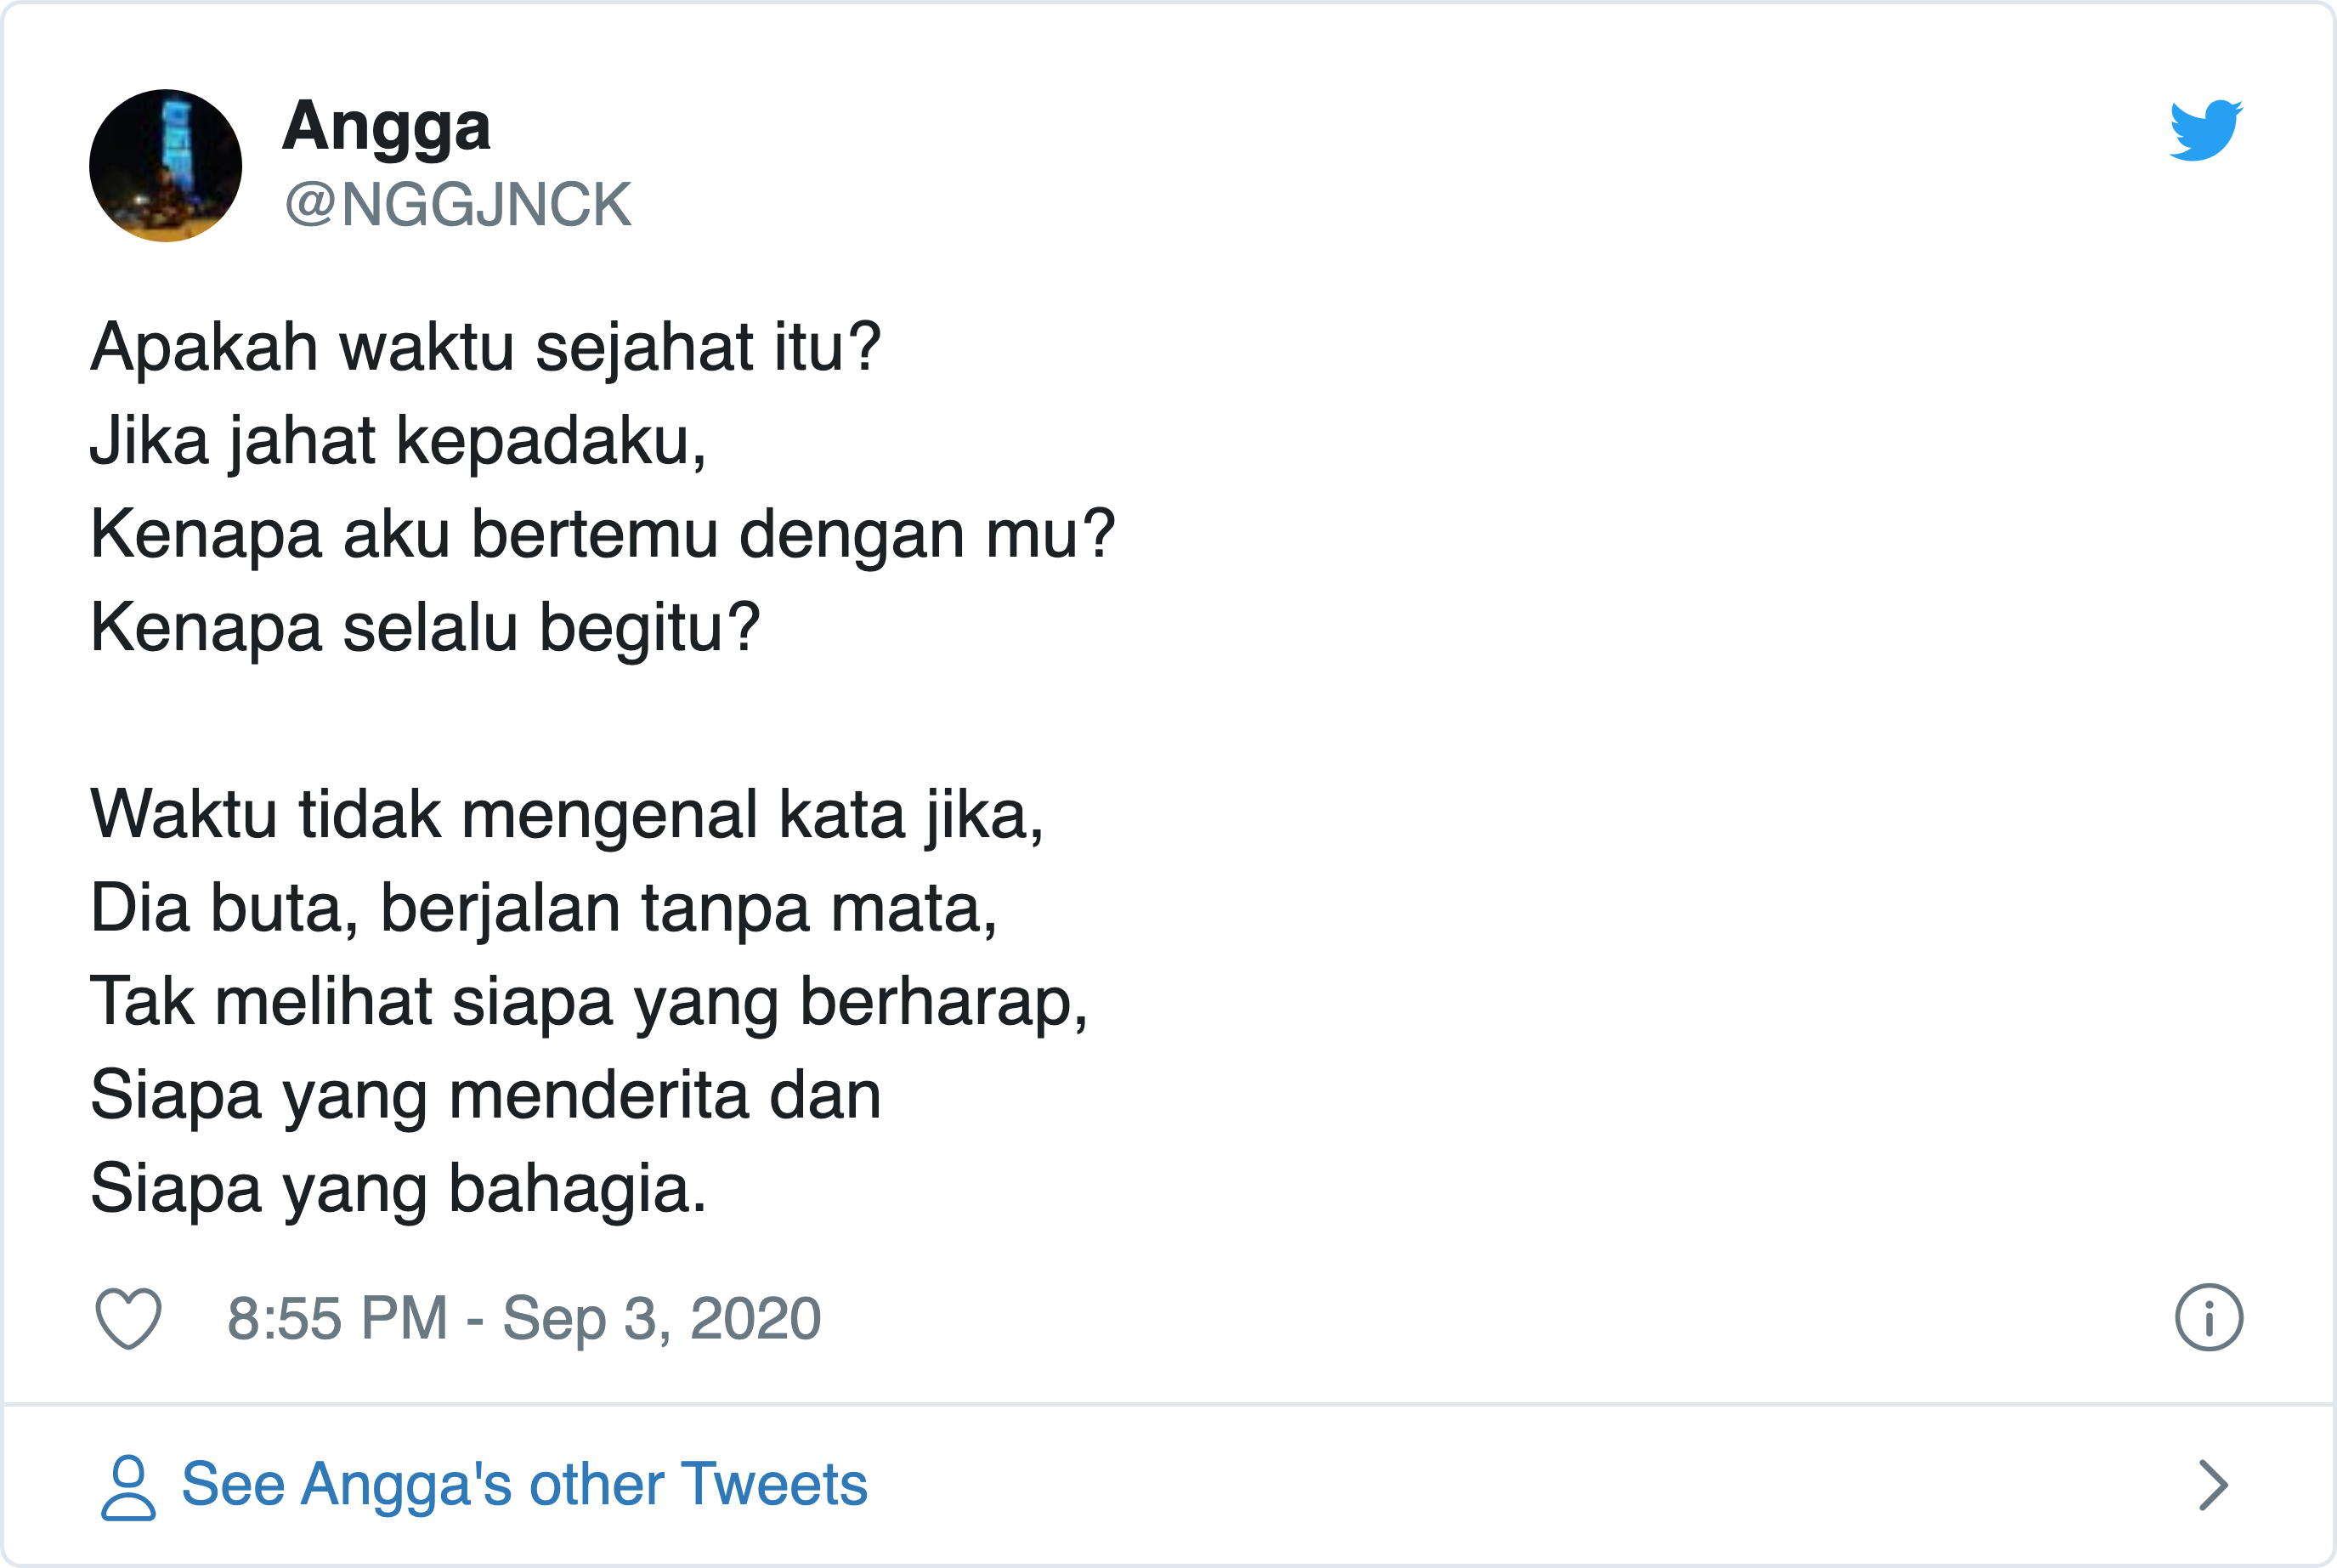 Angga
@NGGJNCK
Apakah waktu sejahat itu?
Jika jahat kepadaku,
Kenapa aku bertemu dengan mu?
Kenapa selalu begitu?
Waktu tidak mengenal kata jika,
Dia buta, berjalan tanpa mata,
Tak melihat siapa yang berharap,
Siapa yang menderita dan
Siapa yang bahagia.
8:55 PM - Sep 3, 2020
See Angga's other Tweets